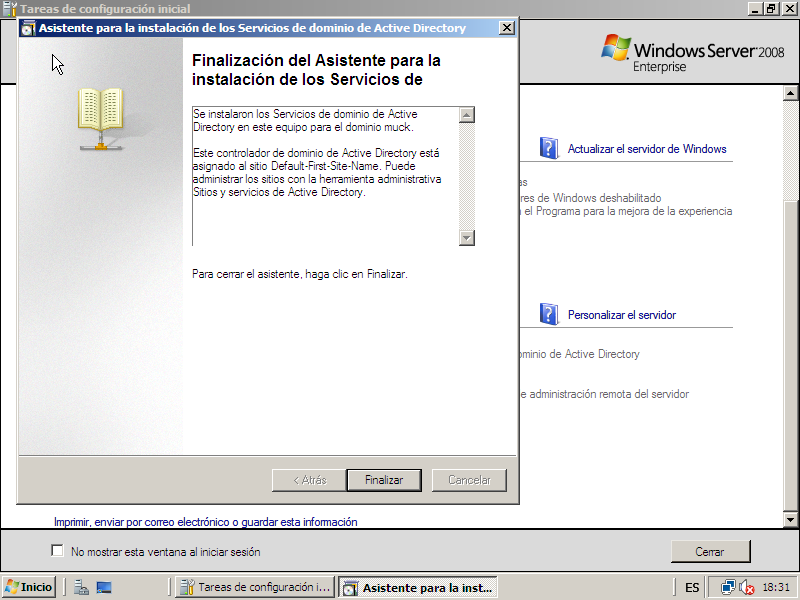 Tareas de configuración inicial
Asistente para la instalación de los Servicios de dominio de Active Directory
Finalización del Asistente para la
instalación de los Servicios de
Se instalaron los Servicios de dominio de Active
Directory en este equipo para el dominio muck.
Este controlador de dominio de Active Directory está
asignado al sitio Default-First-Site-Name. Puede
administrar los sitios con la herramienta administrativa
Sitios y servicios de Active Directory.
Para cerrar el asistente, haga clic en Finalizar.
< Atrás
Finalizar
Cancelar
Windows Server 2008
Enterprise
Actualizar el servidor de Windows
as
res de Windows deshabilitado
el Programa para la mejora de la experiencia
Personalizar el servidor
ominio de Active Directory
e administración remota del servidor
Imprimir, enviar por correo electrónico o guardar esta información
No mostrar esta ventana al iniciar sesión
Cerrar
Inicio
Tareas de configuración i...
Asistente para la inst...
ES
18:31